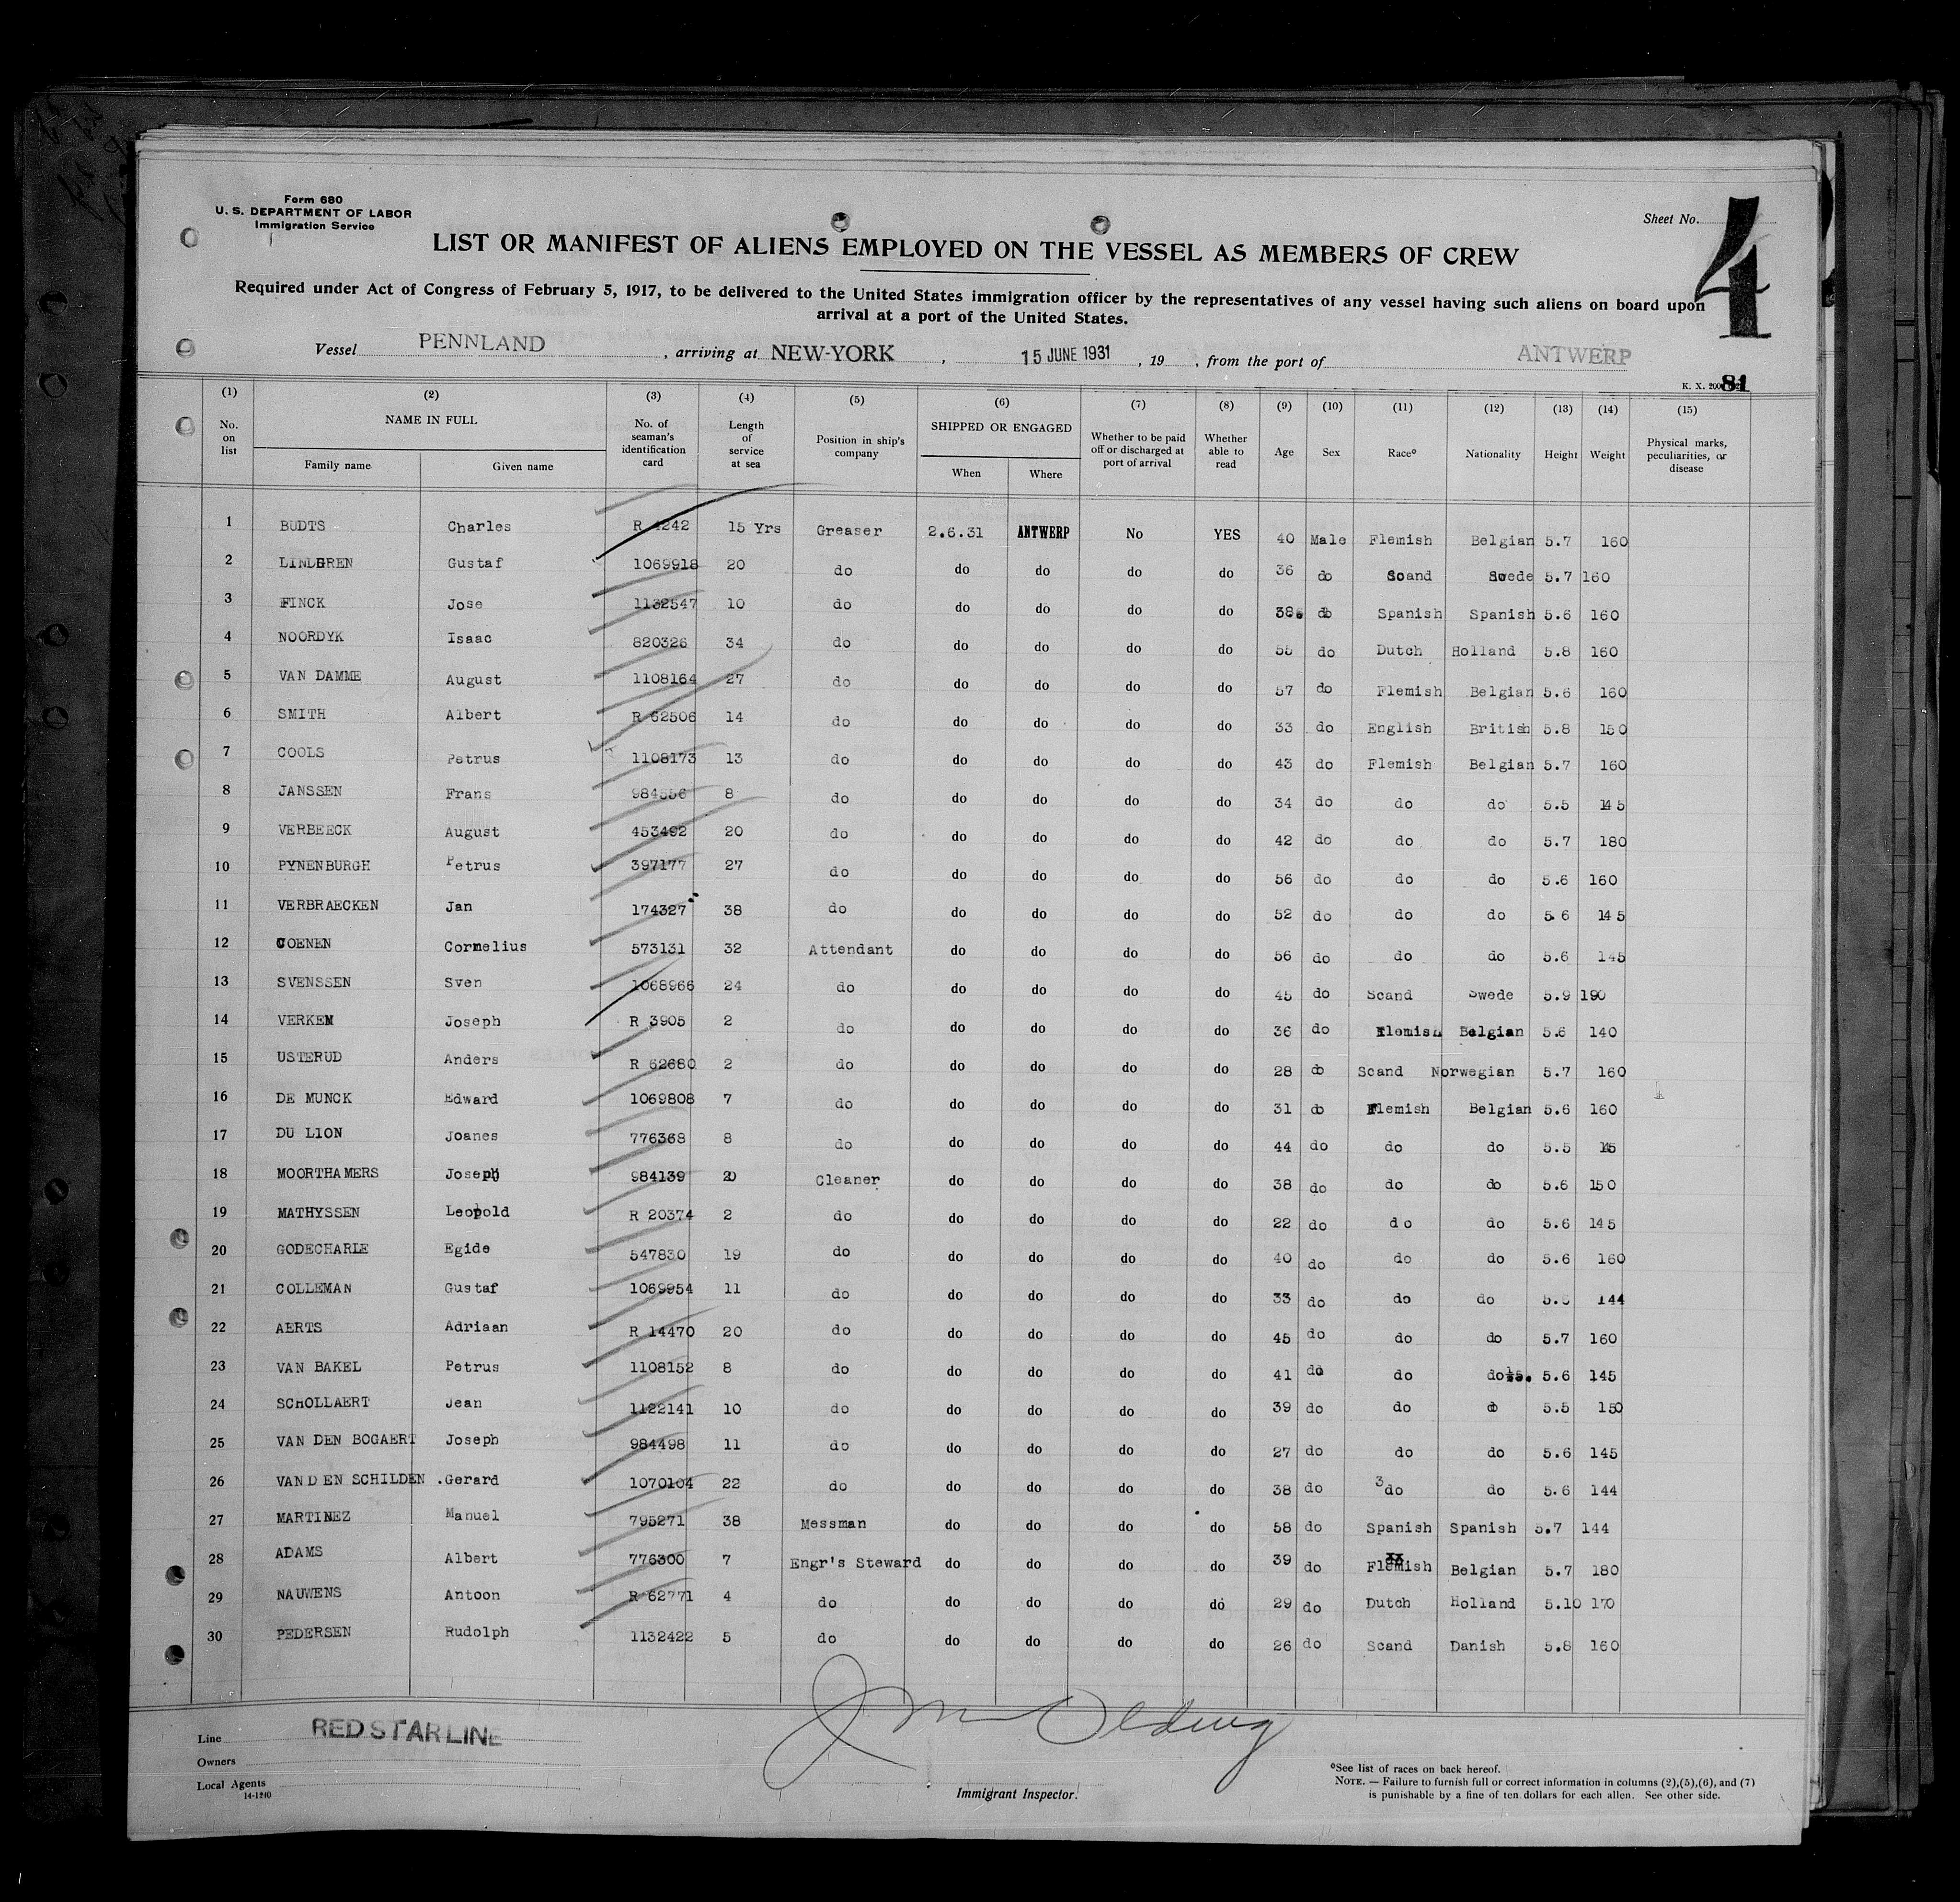 Form 680
U. S. DEPARTMENT OF LABOR
Immigration Service
Sheet No. 4
LIST OR MANIFEST OF ALIENS EMPLOYED ON THE VESSEL AS MEMBERS OF CREW
Required under Act of Congress of February 5, 1917, to be delivered to the United States immigration officer by the representatives of any vessel having such aliens on board upon
arrival at a port of the United States.
Vessel PENNLAND, arriving at NEW-YORK, 15 JUNE 1931, 19 , from the port of ANTWERP
K. X. 81
(1) (2) (3) (4) (5) (6) (7) (8) (9) (10) (11) (12) (13) (14) (15)
No. on list NAME IN FULL Family name Given name No. of seaman's identification card Length of service at sea Position in ship's company SHIPPED OR ENGAGED When Where Whether to be paid off or discharged at port of arrival Whether able to read Age Sex Race° Nationality Height Weight Physical marks, peculiarities, or disease
1 BUDTS Charles R 4242 15 Yrs Greaser 2.6.31 ANTWERP No YES 40 Male Flemish Belgian 5.7 160
2 LINDGREN Gustaf 1069918 20 do do do do do 36 do Scand Swede 5.7 160
3 FINCK Jose 1132547 10 do do do do do 38. do Spanish Spanish 5.6 160
4 NOORDYK Isaac 820326 34 do do do do do 55 do Dutch Holland 5.8 160
5 VAN DAMME August 1108164 27 do do do do do 57 do Flemish Belgian 5.6 160
6 SMITH Albert R 62506 14 do do do do do 33 do English British 5.8 150
7 COOLS Petrus 1108173 13 do do do do do 43 do Flemish Belgian 5.7 160
8 JANSSEN Frans 984556 8 do do do do do 34 do do do 5.5 145
9 VERBEECK August 453492 20 do do do do do 42 do do do 5.7 180
10 PYNENBURGH Petrus 397177 27 do do do do do 56 do do do 5.6 160
11 VERBRAECKEN Jan 174327 38 do do do do do 52 do do do 5.6 145
12 COENEN Cornelius 573131 32 Attendant do do do do 56 do do do 5.6 145
13 SVENSSEN Sven 1068966 24 do do do do do 45 do Scand Swede 5.9 190
14 VERKEN Joseph R 3905 2 do do do do do 36 do Flemish Belgian 5.6 140
15 USTERUD Anders R 62680 2 do do do do do 28 do Scand Norwegian 5.7 160
16 DE MUNCK Edward 1069808 7 do do do do do 31 do Flemish Belgian 5.6 160
17 DU LION Joanes 776368 8 do do do do do 44 do do do 5.5
18 MOORTHAMERS Joseph 984139 20 Cleaner do do do do 38 do do do 5.6 150
19 MATHYSSEN Leopold R 20374 2 do do do do do 22 do do do 5.6 145
20 GODECHARLE Egide 547830 19 do do do do do 40 do do do 5.6 160
21 COLLEMAN Gustaf 1069954 11 do do do do do 33 do do do 5.5 144
22 AERTS Adriaan R 14470 20 do do do do do 45 do do do 5.7 160
23 VAN BAKEL Petrus 1108152 8 do do do do do 41 do do do 5.6 145
24 SCHOLLAERT Jean 1122141 10 do do do do do 39 do do do 5.5 150
25 VAN DEN BOGAERT Joseph 984498 11 do do do do do 27 do do do 5.6 145
26 VAN DEN SCHILDEN .Gerard 1070104 22 do do do do do 38 do do do 5.6 144
27 MARTINEZ Manuel 795271 38 Messman do do do do 58 do Spanish Spanish 5.7 144
28 ADAMS Albert 776300 7 Engr's Steward do do do do 39 do Flemish Belgian 5.7 180
29 NAUWENS Antoon R 62771 4 do do do do do 29 do Dutch Holland 5.10 170
30 PEDERSEN Rudolph 1132422 5 do do do do do 26 do Scand Danish 5.8 160
Line RED STAR LINE
Owners
Local Agents
14-1240
Immigrant Inspector.
°See list of races on back hereof.
NOTE. — Failure to furnish full or correct information in columns (2),(5),(6), and (7)
is punishable by a fine of ten dollars for each alien. See other side.